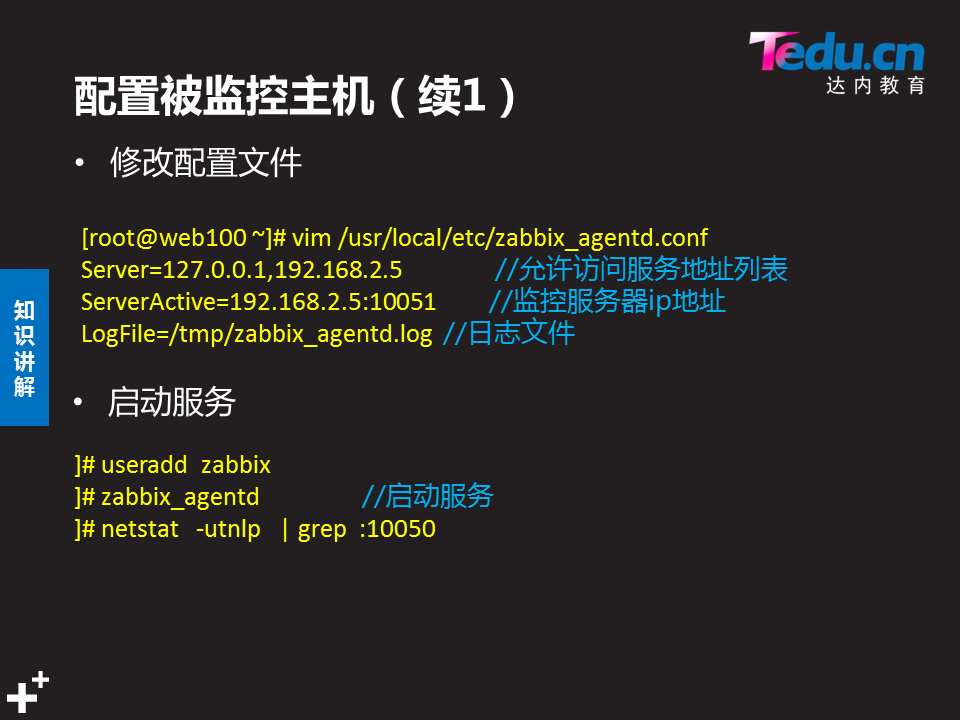 Tedu.cn
达内教育
配置被监控主机（续1）
• 修改配置文件
[root@web100 ~]# vim /usr/local/etc/zabbix_agentd.conf
Server=127.0.0.1,192.168.2.5 //允许访问服务地址列表
ServerActive=192.168.2.5:10051 //监控服务器ip地址
LogFile=/tmp/zabbix_agentd.log //日志文件
知识讲解
• 启动服务
]# useradd zabbix
]# zabbix_agentd //启动服务
]# netstat -utnlp | grep :10050